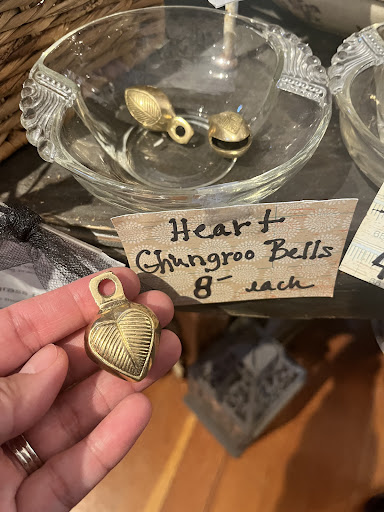 Heart
Ghungroo Bells
8- each